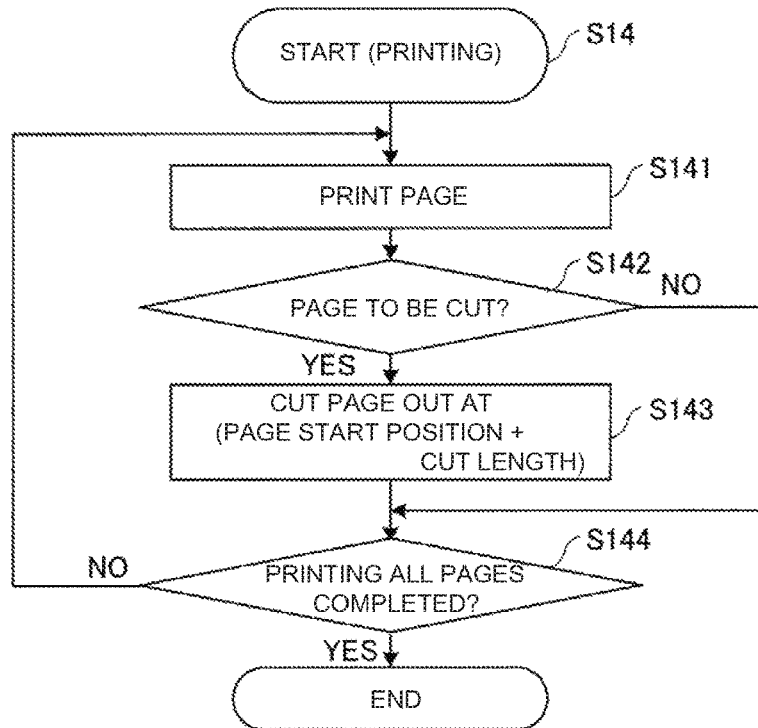 START (PRINTING)
S14
S141
PRINT PAGE
S142
PAGE TO BE CUT?
NO
YES
CUT PAGE OUT AT
(PAGE START POSITION +
CUT LENGTH)
S143
S144
NO
PRINTING ALL PAGES
COMPLETED?
YES
END